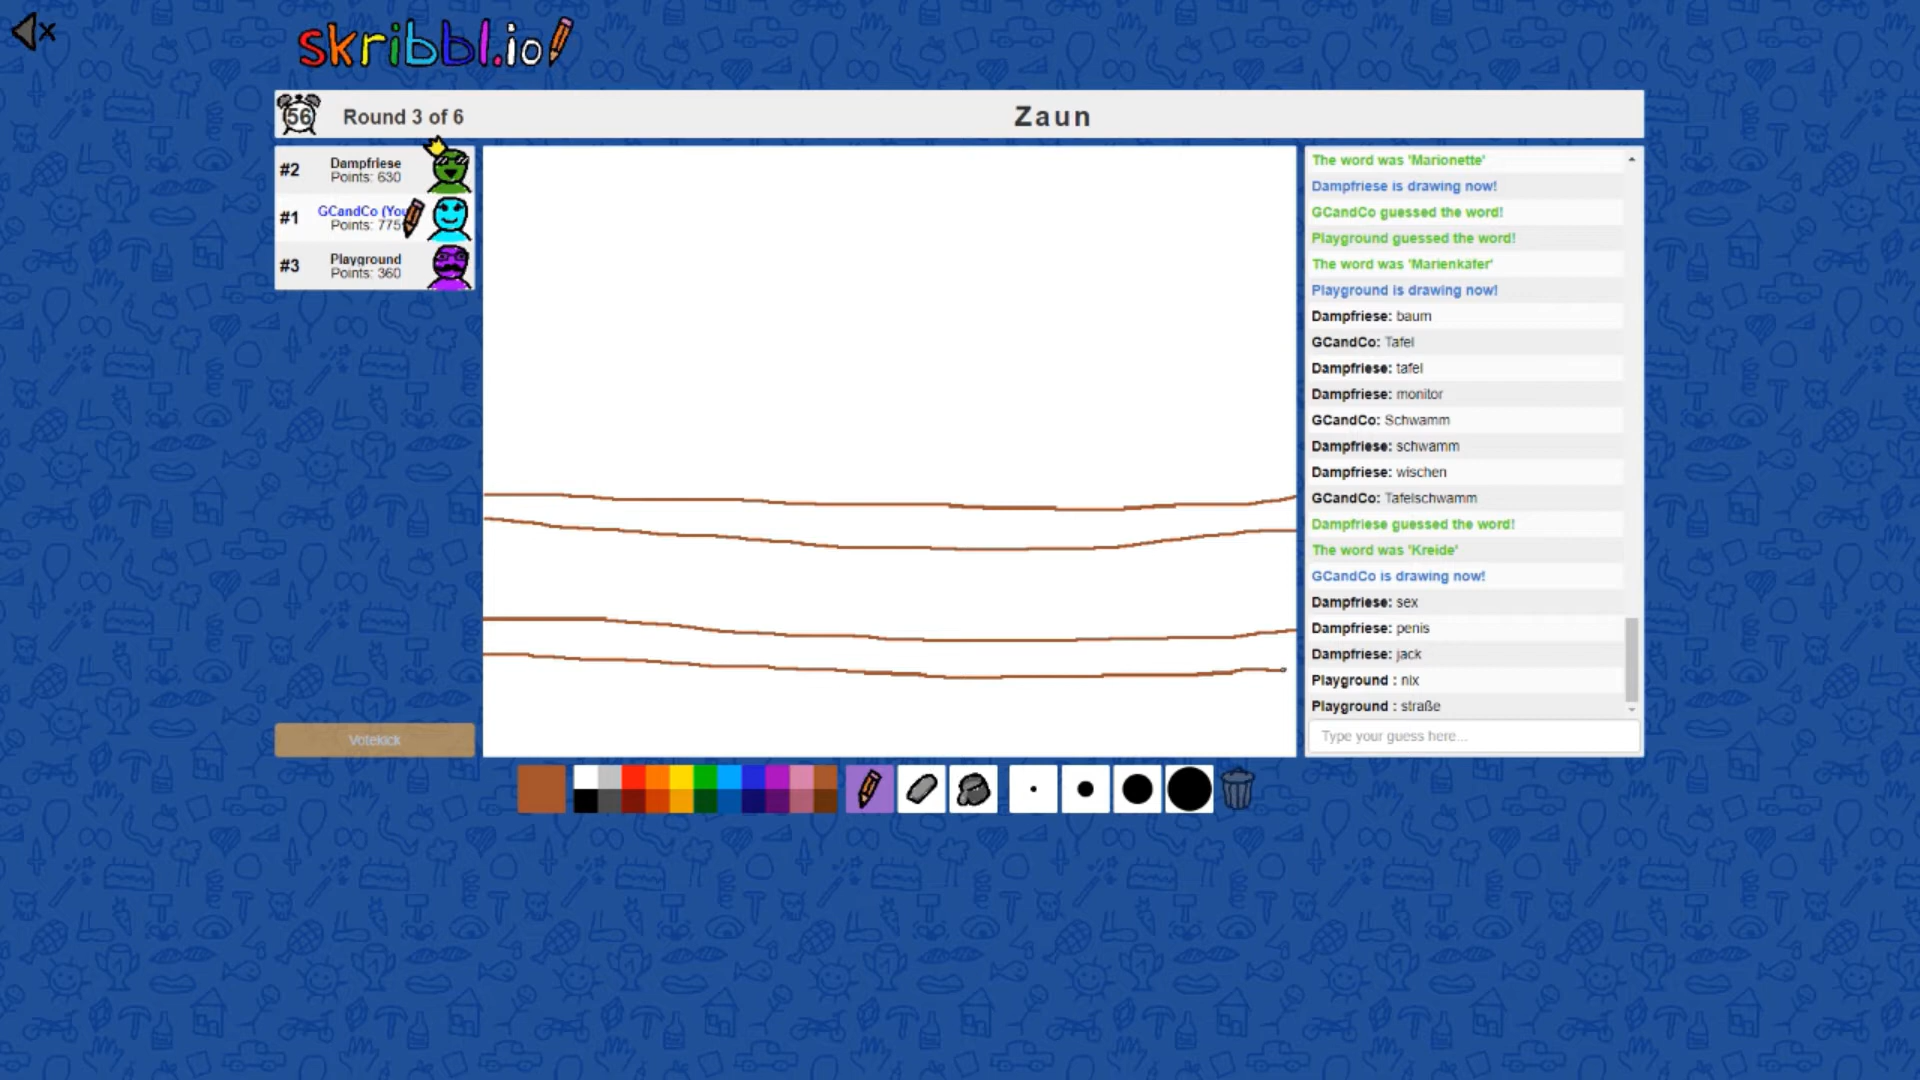 skribbl.io
56
Round 3 of 6
Zaun
#2
Dampfriese
Points: 630
#1
GCandCo (You
Points: 775
#3
Playground
Points: 360
The word was 'Marionette'
Dampfriese is drawing now!
GCandCo guessed the word!
Playground guessed the word!
The word was 'Marienkäfer'
Playground is drawing now!
Dampfriese: baum
GCandCo: Tafel
Dampfriese: tafel
Dampfriese: monitor
GCandCo: Schwamm
Dampfriese: schwamm
Dampfriese: wischen
GCandCo: Tafelschwamm
Dampfriese guessed the word!
The word was 'Kreide'
GCandCo is drawing now!
Dampfriese: sex
Dampfriese: penis
Dampfriese: jack
Playground : nix
Playground : straße
Type your guess here...
Votekick